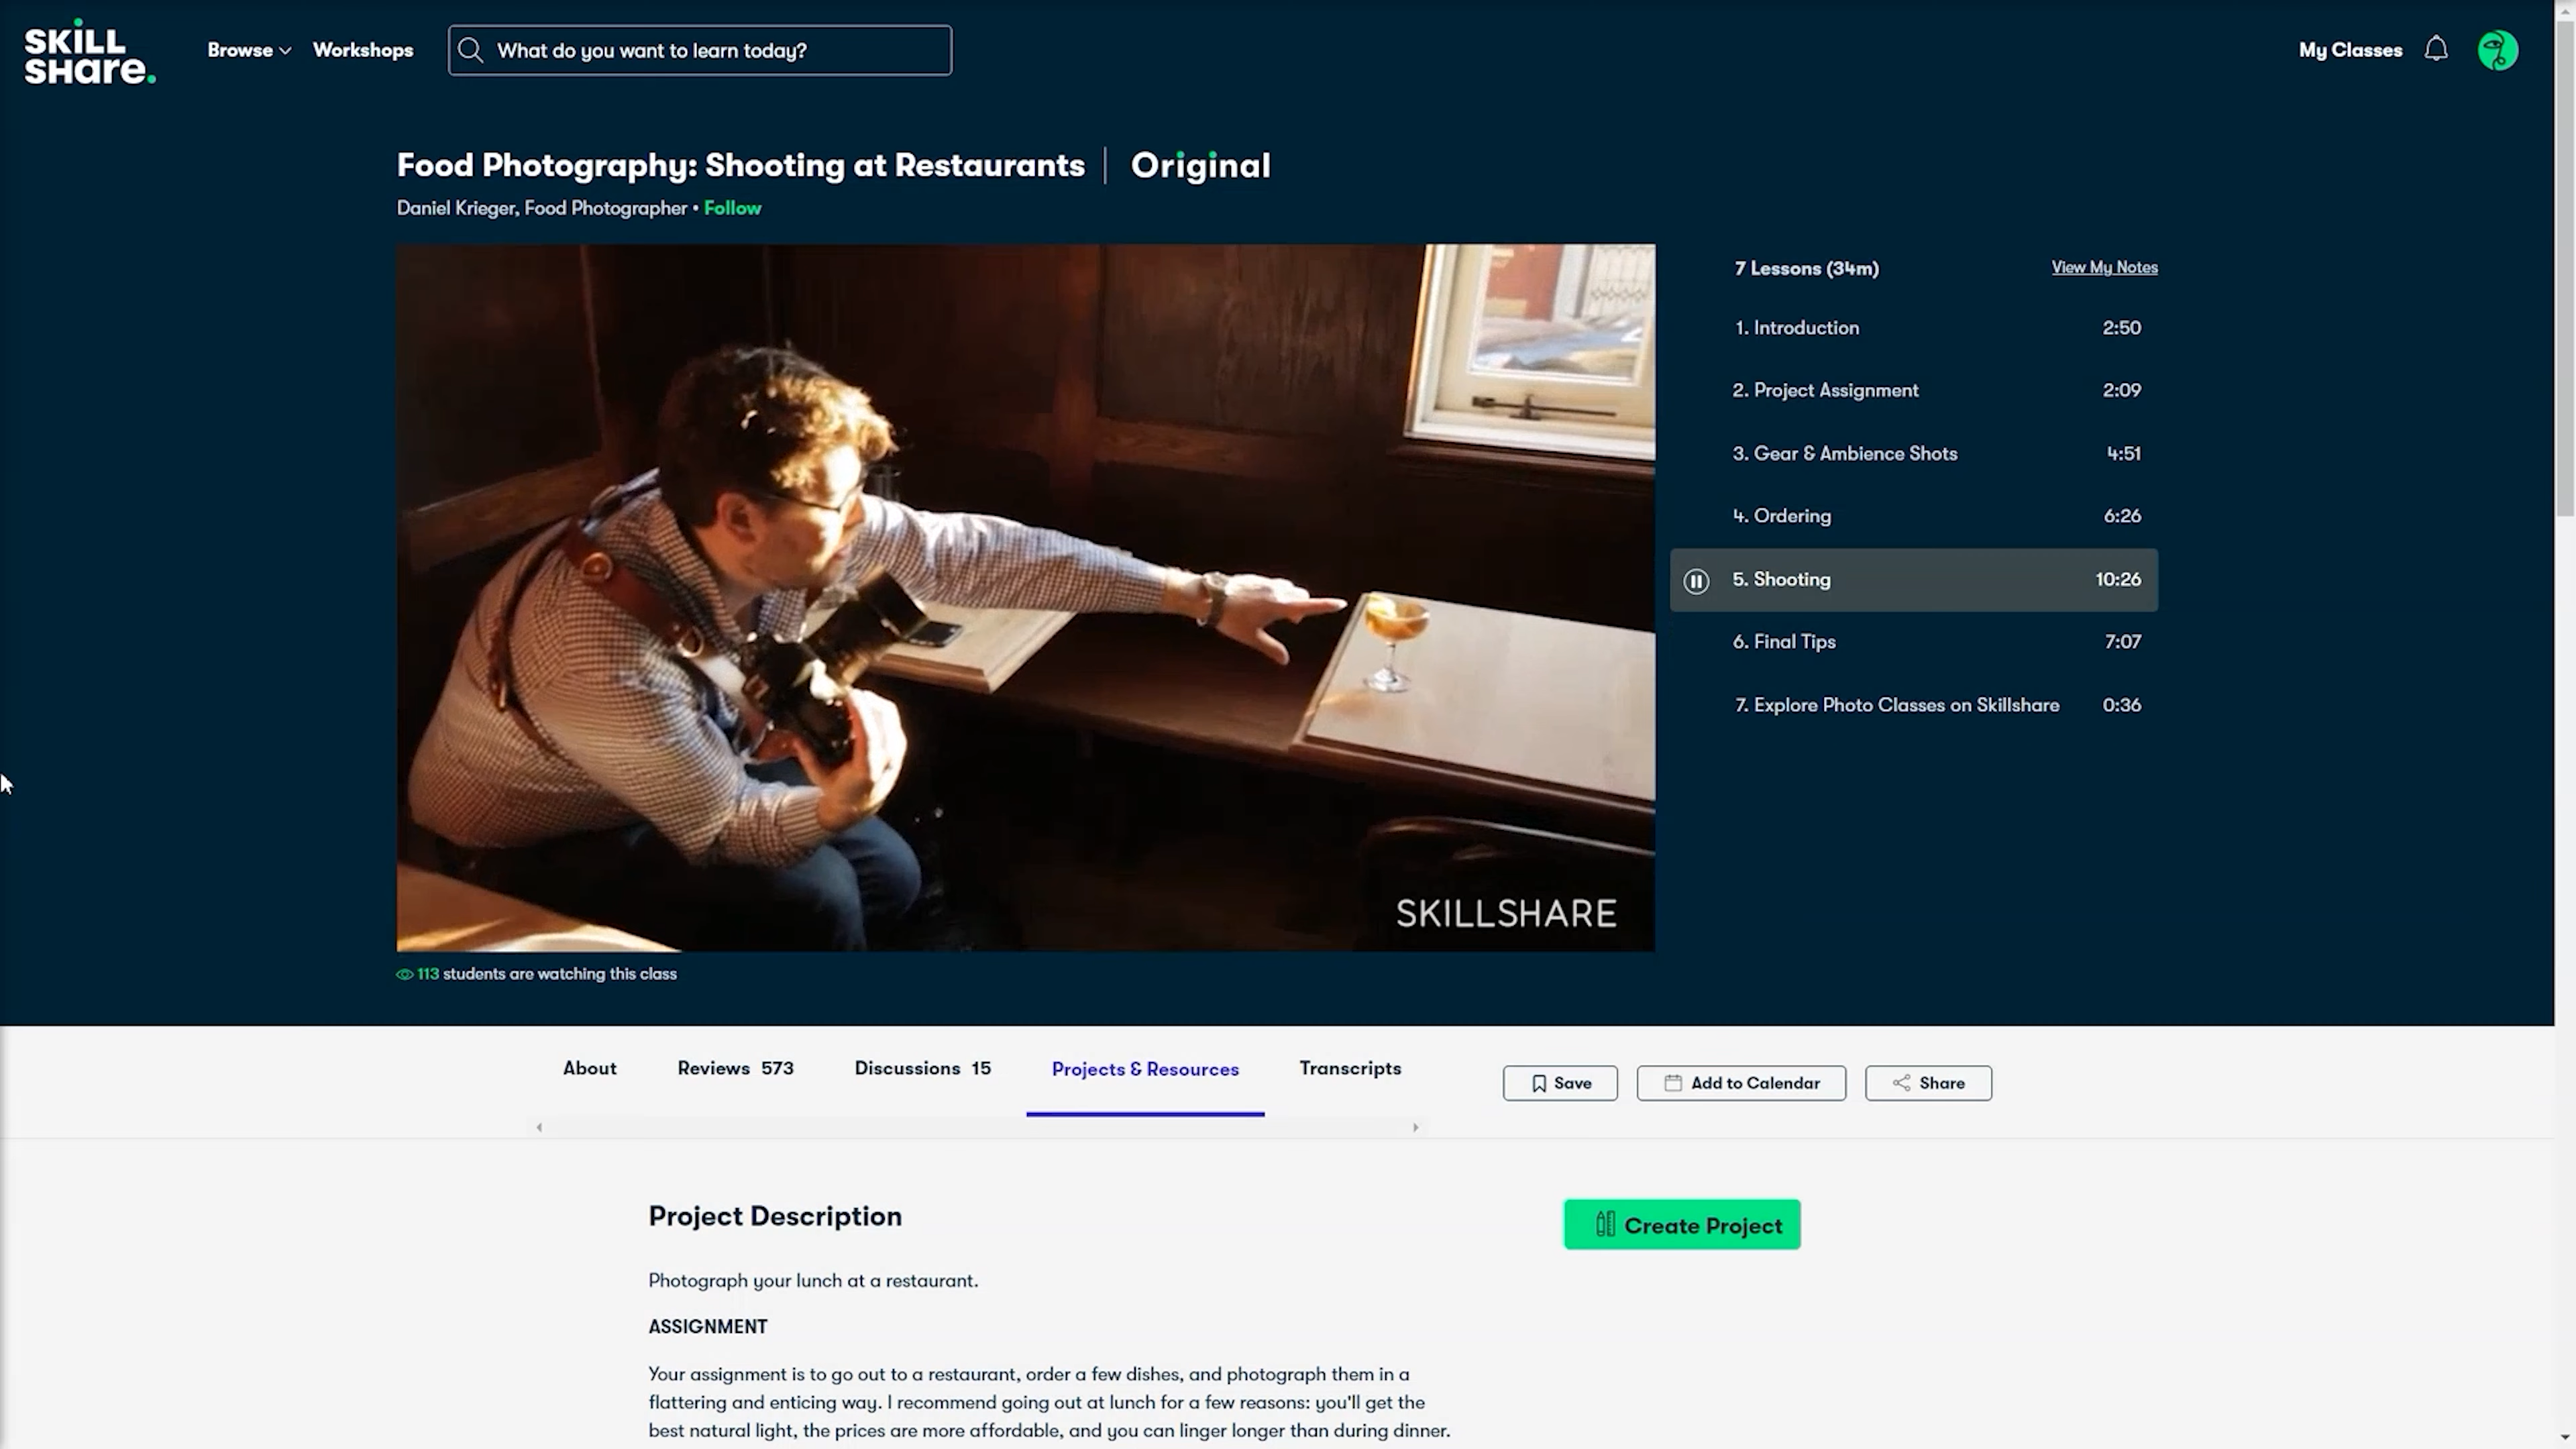 SKILL
SHare.
Browse
Workshops
What do you want to learn today?
My Classes
Food Photography: Shooting at Restaurants | Original
Daniel Krieger, Food Photographer • Follow
7 Lessons (34m)
View My Notes
1. Introduction 2:50
2. Project Assignment 2:09
3. Gear & Ambience Shots 4:51
4. Ordering 6:26
5. Shooting 10:26
6. Final Tips 7:07
7. Explore Photo Classes on Skillshare 0:36
SKILLSHARE
113 students are watching this class
About
Reviews 573
Discussions 15
Projects & Resources
Transcripts
Save
Add to Calendar
Share
Project Description
Create Project
Photograph your lunch at a restaurant.
ASSIGNMENT
Your assignment is to go out to a restaurant, order a few dishes, and photograph them in a
flattering and enticing way. I recommend going out at lunch for a few reasons: you'll get the
best natural light, the prices are more affordable, and you can linger longer than during dinner.